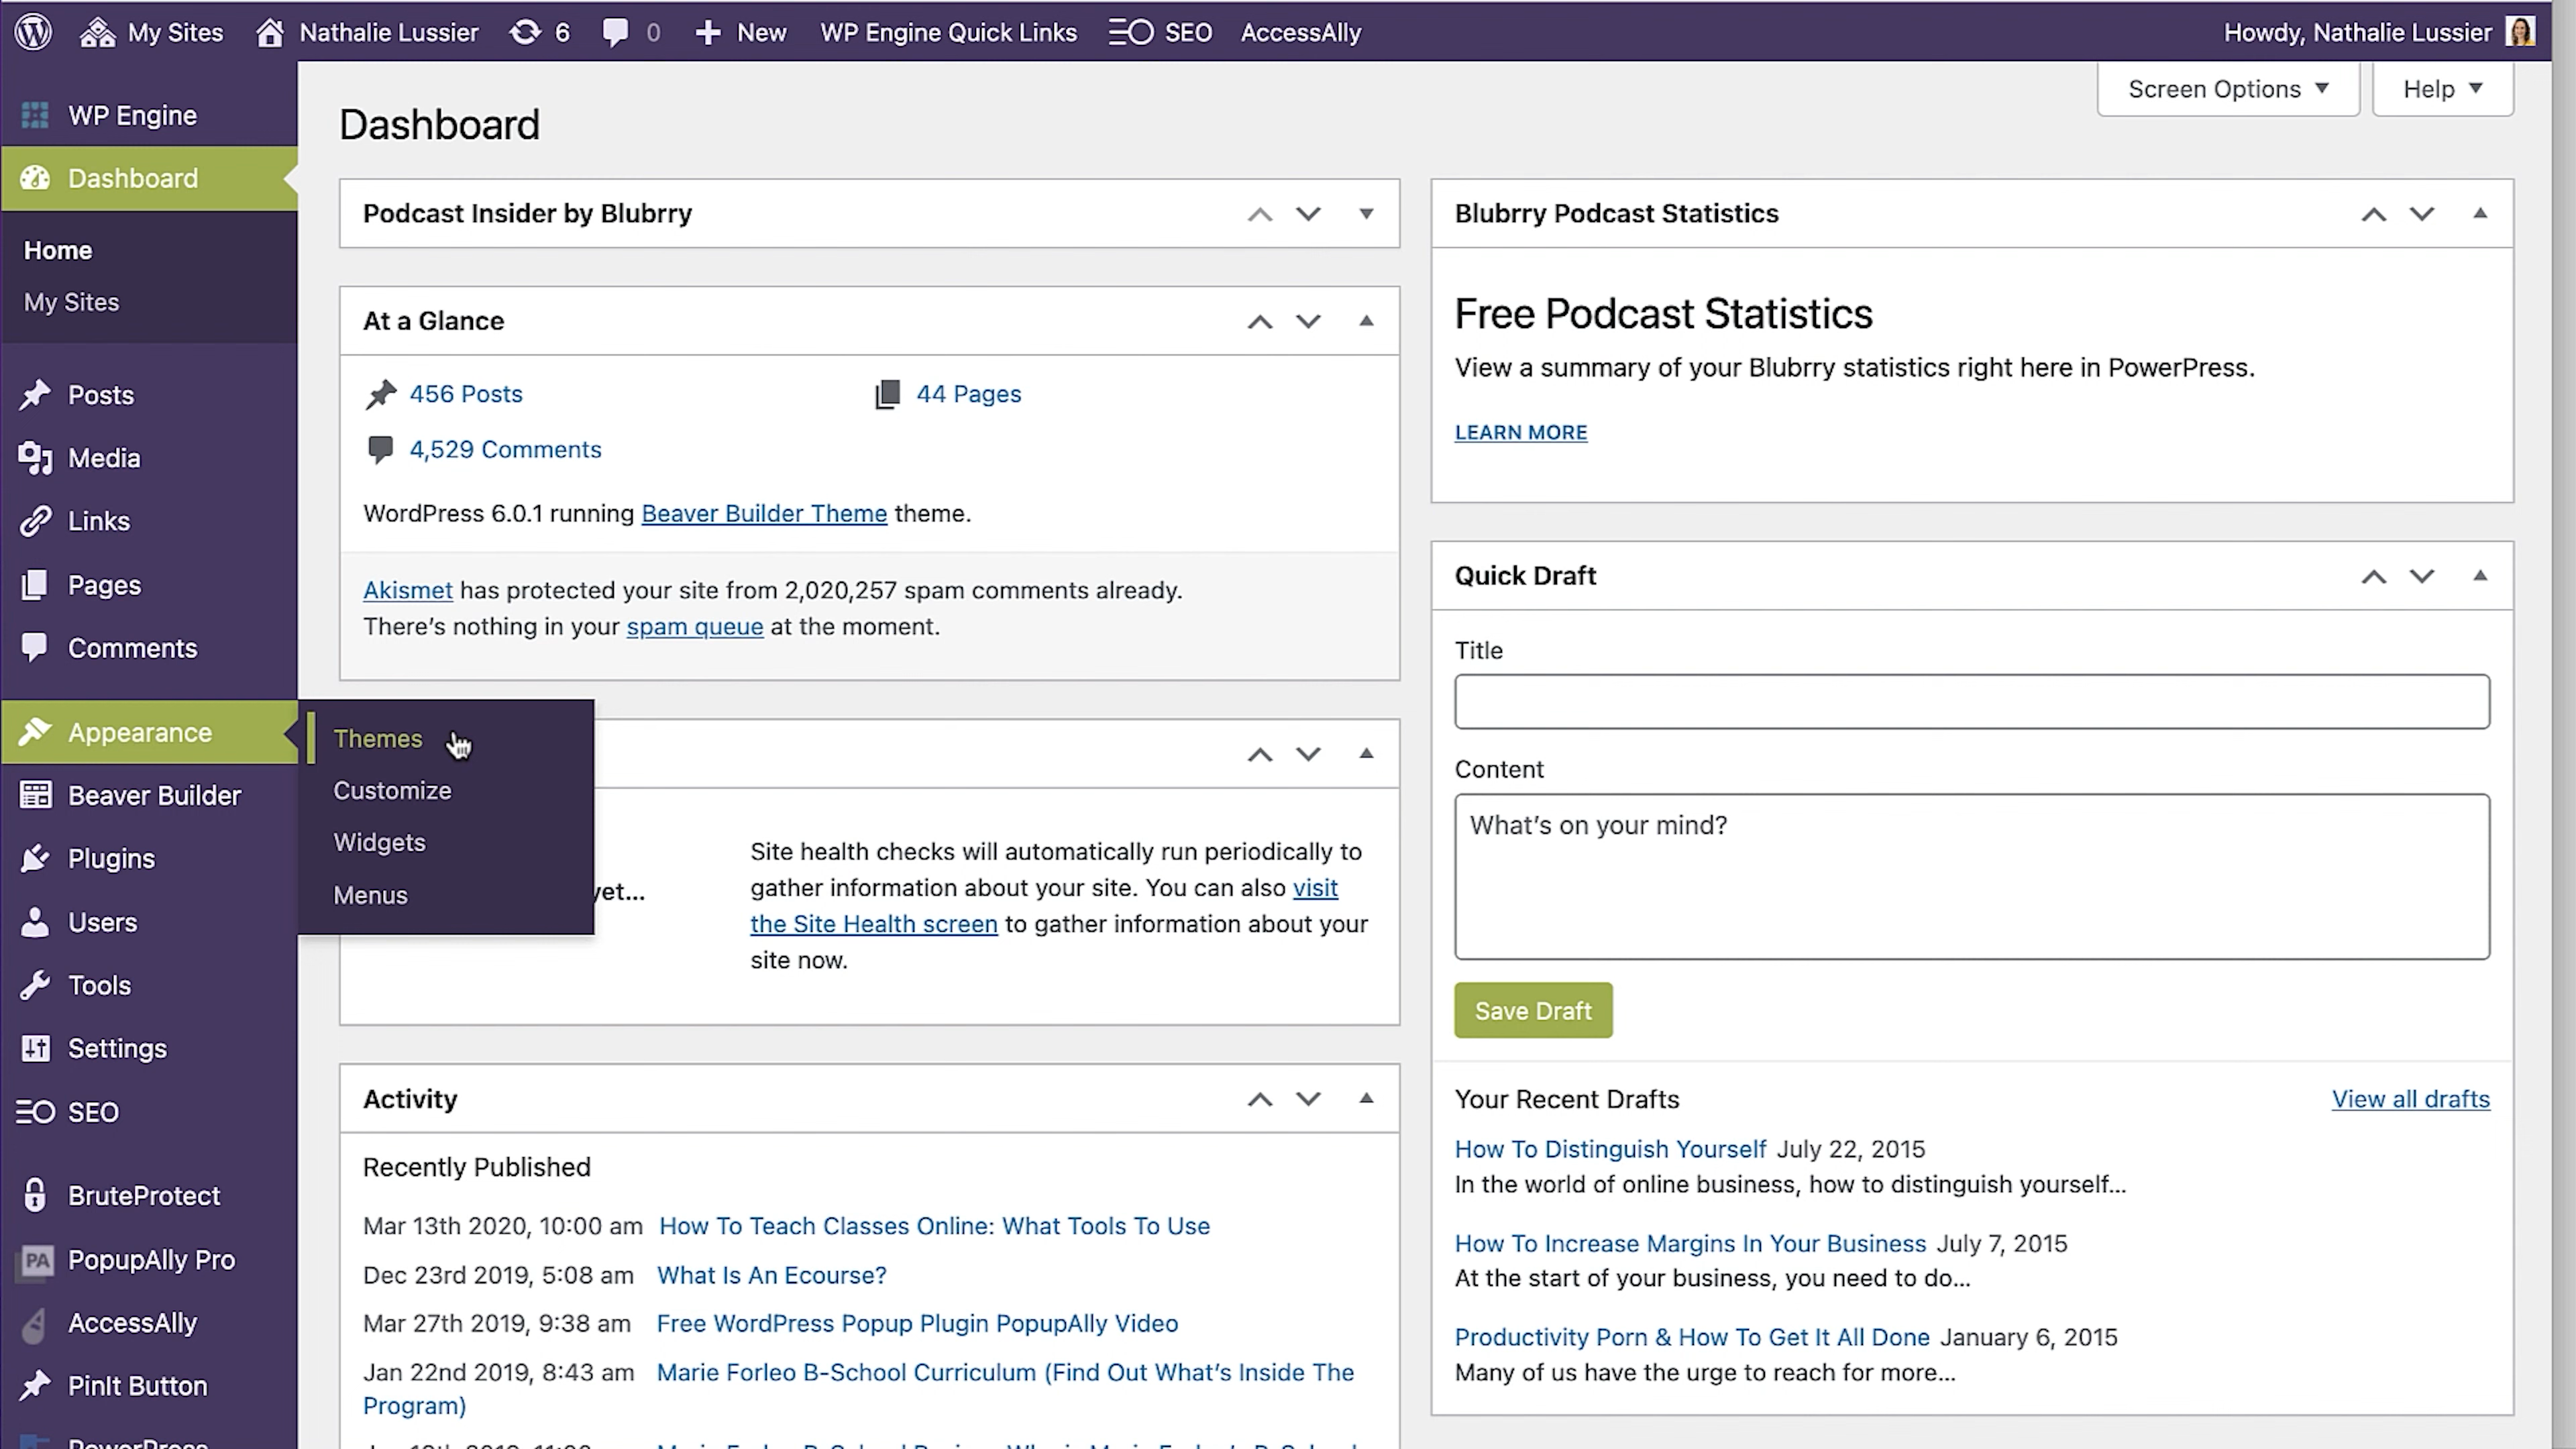 My Sites
Nathalie Lussier
6
0
New
WP Engine Quick Links
SEO
AccessAlly
Howdy, Nathalie Lussier
Screen Options
Help
WP Engine
Dashboard
Home
My Sites
Posts
Media
Links
Pages
Comments
Appearance
Beaver Builder
Plugins
Users
Tools
Settings
SEO
BruteProtect
PA
PopupAlly Pro
AccessAlly
PinIt Button
Themes
Customize
Widgets
Menus
Dashboard
Podcast Insider by Blubrry
At a Glance
456 Posts
44 Pages
4,529 Comments
WordPress 6.0.1 running Beaver Builder Theme theme.
Akismet has protected your site from 2,020,257 spam comments already.
There's nothing in your spam queue at the moment.
yet...
Site health checks will automatically run periodically to
gather information about your site. You can also visit
the Site Health screen to gather information about your
site now.
Activity
Recently Published
Mar 13th 2020, 10:00 am How To Teach Classes Online: What Tools To Use
Dec 23rd 2019, 5:08 am What Is An Ecourse?
Mar 27th 2019, 9:38 am Free WordPress Popup Plugin PopupAlly Video
Jan 22nd 2019, 8:43 am Marie Forleo B-School Curriculum (Find Out What's Inside The
Program)
Blubrry Podcast Statistics
Free Podcast Statistics
View a summary of your Blubrry statistics right here in PowerPress.
LEARN MORE
Quick Draft
Title
Content
What's on your mind?
Save Draft
Your Recent Drafts
View all drafts
How To Distinguish Yourself July 22, 2015
In the world of online business, how to distinguish yourself...
How To Increase Margins In Your Business July 7, 2015
At the start of your business, you need to do...
Productivity Porn & How To Get It All Done January 6, 2015
Many of us have the urge to reach for more...